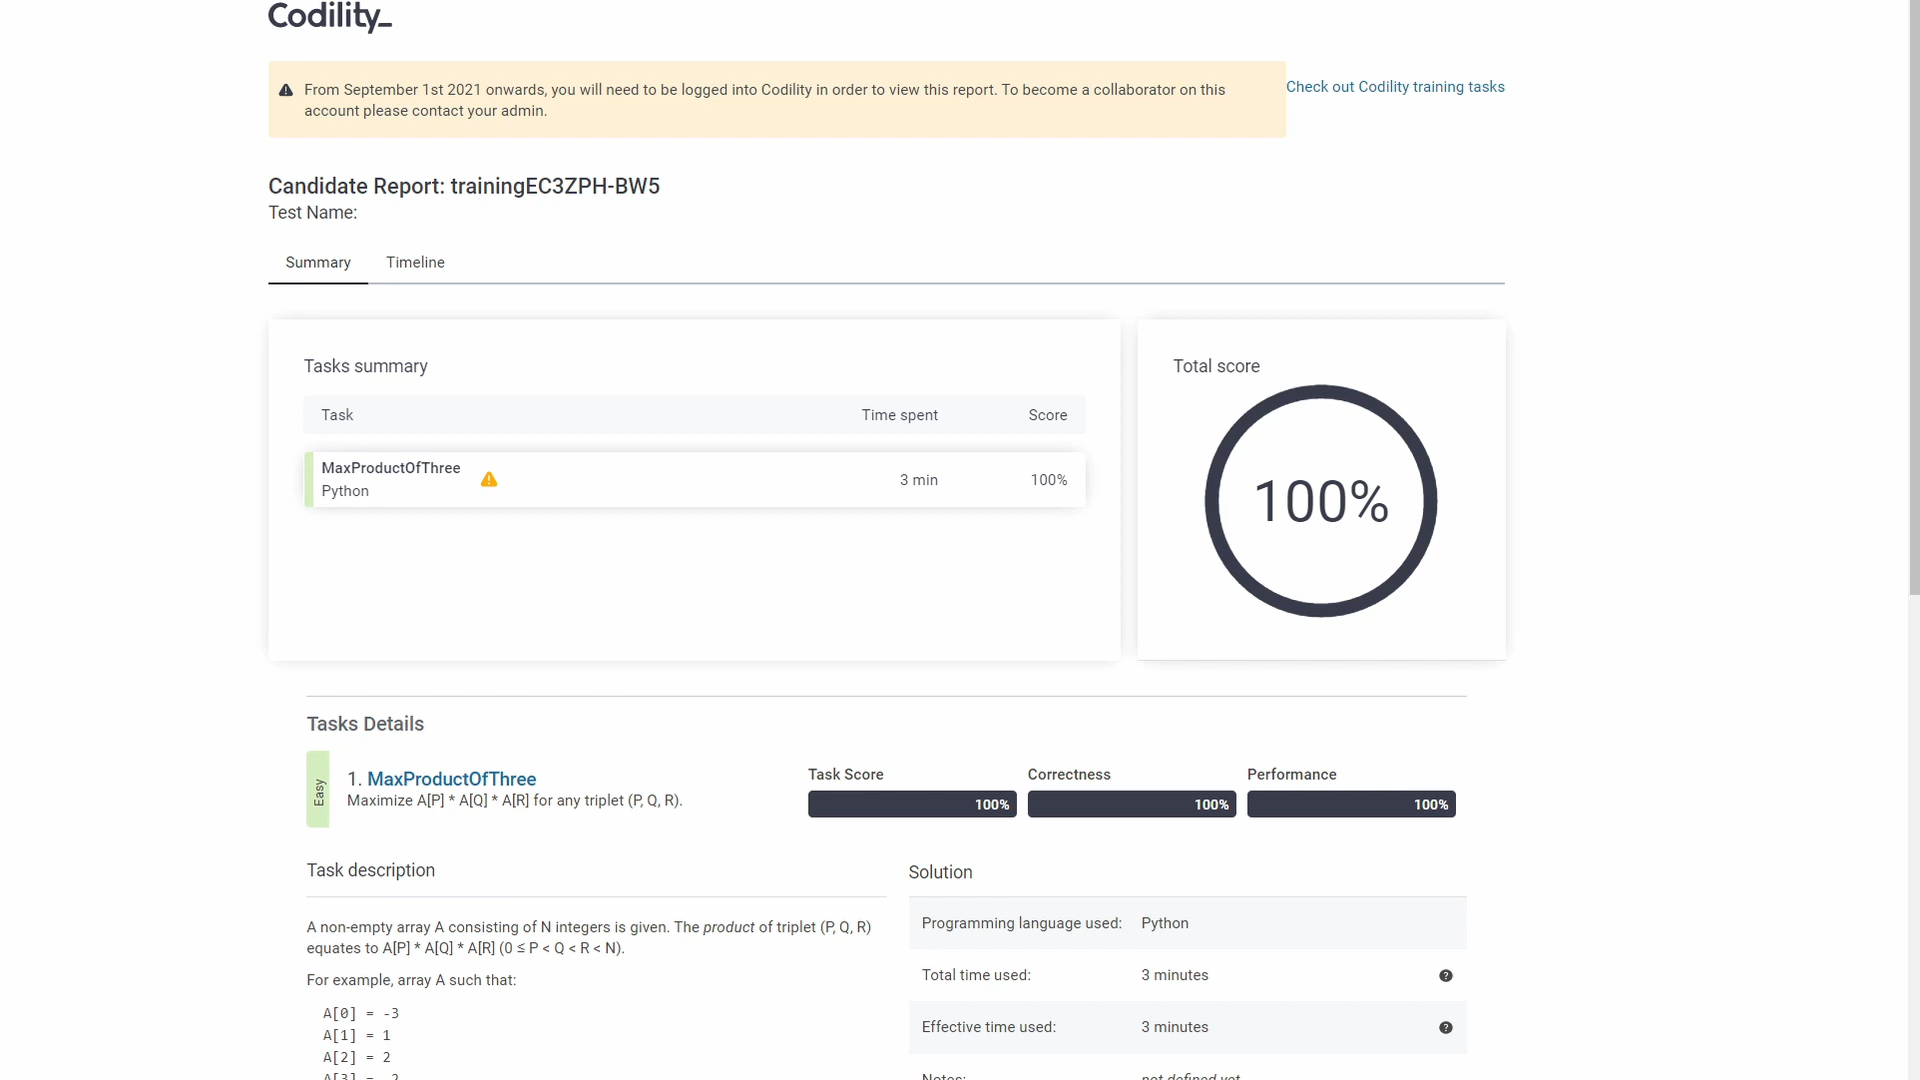 Codility_
From September 1st 2021 onwards, you will need to be logged into Codility in order to view this report. To become a collaborator on this
account please contact your admin.
Check out Codility training tasks
Candidate Report: trainingEC3ZPH-BW5
Test Name:
Summary Timeline
Tasks summary
Task Time spent Score
MaxProductOfThree
Python
3 min 100%
Total score
100%
Tasks Details
Easy
1. MaxProductOfThree
Maximize A[P] * A[Q] * A[R] for any triplet (P, Q, R).
Task Score Correctness Performance
100% 100% 100%
Task description
A non-empty array A consisting of N integers is given. The product of triplet (P, Q, R)
equates to A[P] * A[Q] * A[R] (0 ≤ P < Q < R < N).
For example, array A such that:
A[0] = -3
A[1] = 1
A[2] = 2
A[3] = -2
Solution
Programming language used: Python
Total time used: 3 minutes
Effective time used: 3 minutes
Notes: not defined yet